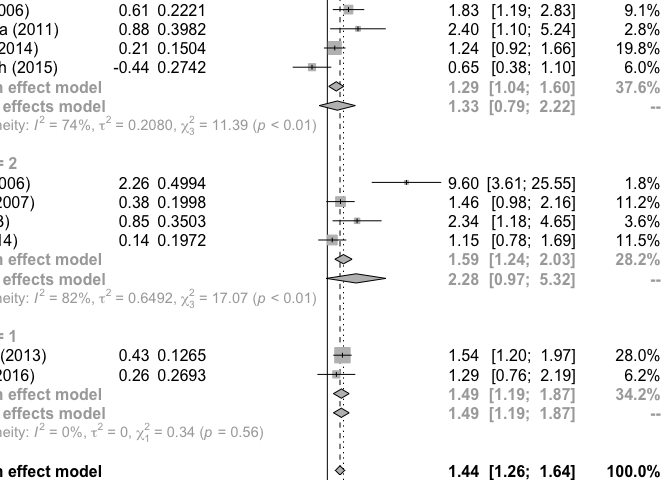 006) 0.61 0.2221 1.83 [1.19; 2.83] 9.1%
a (2011) 0.88 0.3982 2.40 [1.10; 5.24] 2.8%
2014) 0.21 0.1504 1.24 [0.92; 1.66] 19.8%
h (2015) -0.44 0.2742 0.65 [0.38; 1.10] 6.0%
n effect model 1.29 [1.04; 1.60] 37.6%
effects model 1.33 [0.79; 2.22] --
neity: I² = 74%, τ² = 0.2080, χ²₃ = 11.39 (p < 0.01)
= 2
006) 2.26 0.4994 9.60 [3.61; 25.55] 1.8%
2007) 0.38 0.1998 1.46 [0.98; 2.16] 11.2%
3) 0.85 0.3503 2.34 [1.18; 4.65] 3.6%
14) 0.14 0.1972 1.15 [0.78; 1.69] 11.5%
n effect model 1.59 [1.24; 2.03] 28.2%
effects model 2.28 [0.97; 5.32] --
neity: I² = 82%, τ² = 0.6492, χ²₃ = 17.07 (p < 0.01)
= 1
(2013) 0.43 0.1265 1.54 [1.20; 1.97] 28.0%
2016) 0.26 0.2693 1.29 [0.76; 2.19] 6.2%
n effect model 1.49 [1.19; 1.87] 34.2%
effects model 1.49 [1.19; 1.87] --
neity: I² = 0%, τ² = 0, χ²₁ = 0.34 (p = 0.56)
n effect model 1.44 [1.26; 1.64] 100.0%